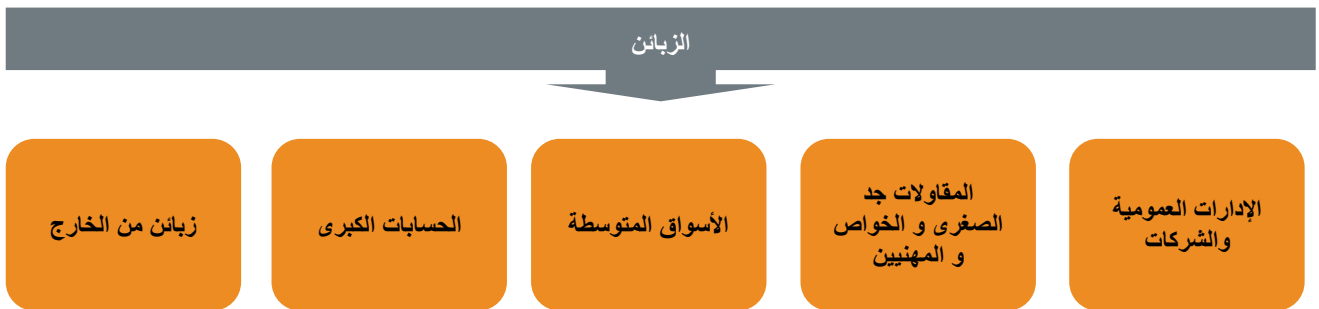 الزبائن
الإدارات العمومية
والشركات
المقاولات جد
الصغرى و الخواص
و المهنيين
الأسواق المتوسطة
الحسابات الكبرى
زبائن من الخارج